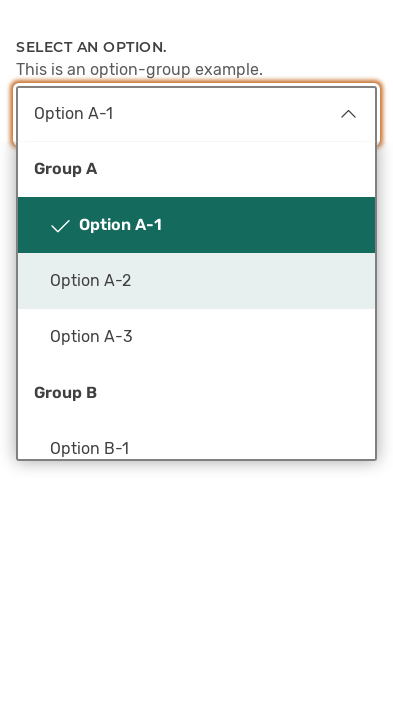 SELECT AN OPTION.
This is an option-group example.
Option A-1
Group A
Option A-1
Option A-2
Option A-3
Group B
Option B-1